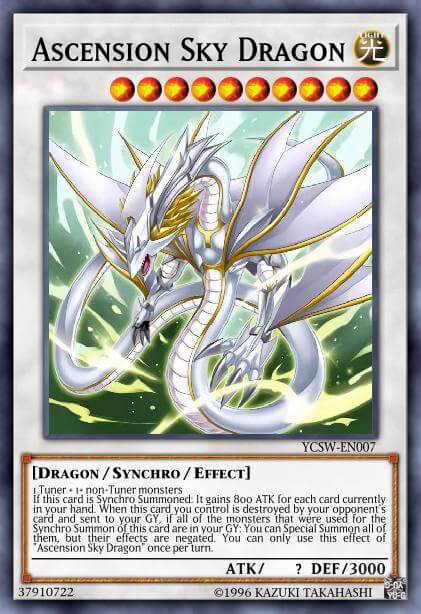 ASCENSION SKY DRAGON
LIGHT
光
YCSW-EN007
[DRAGON / SYNCHRO / EFFECT]
1 Tuner + 1+ non-Tuner monsters
If this card is Synchro Summoned: It gains 800 ATK for each card currently
in your hand. When this card you control is destroyed by your opponent's
card and sent to your GY, if all of the monsters that were used for the
Synchro Summon of this card are in your GY: You can Special Summon all of
them, but their effects are negated. You can only use this effect of
"Ascension Sky Dragon" once per turn.
ATK/ ? DEF/3000
37910722
©1996 KAZUKI TAKAHASHI